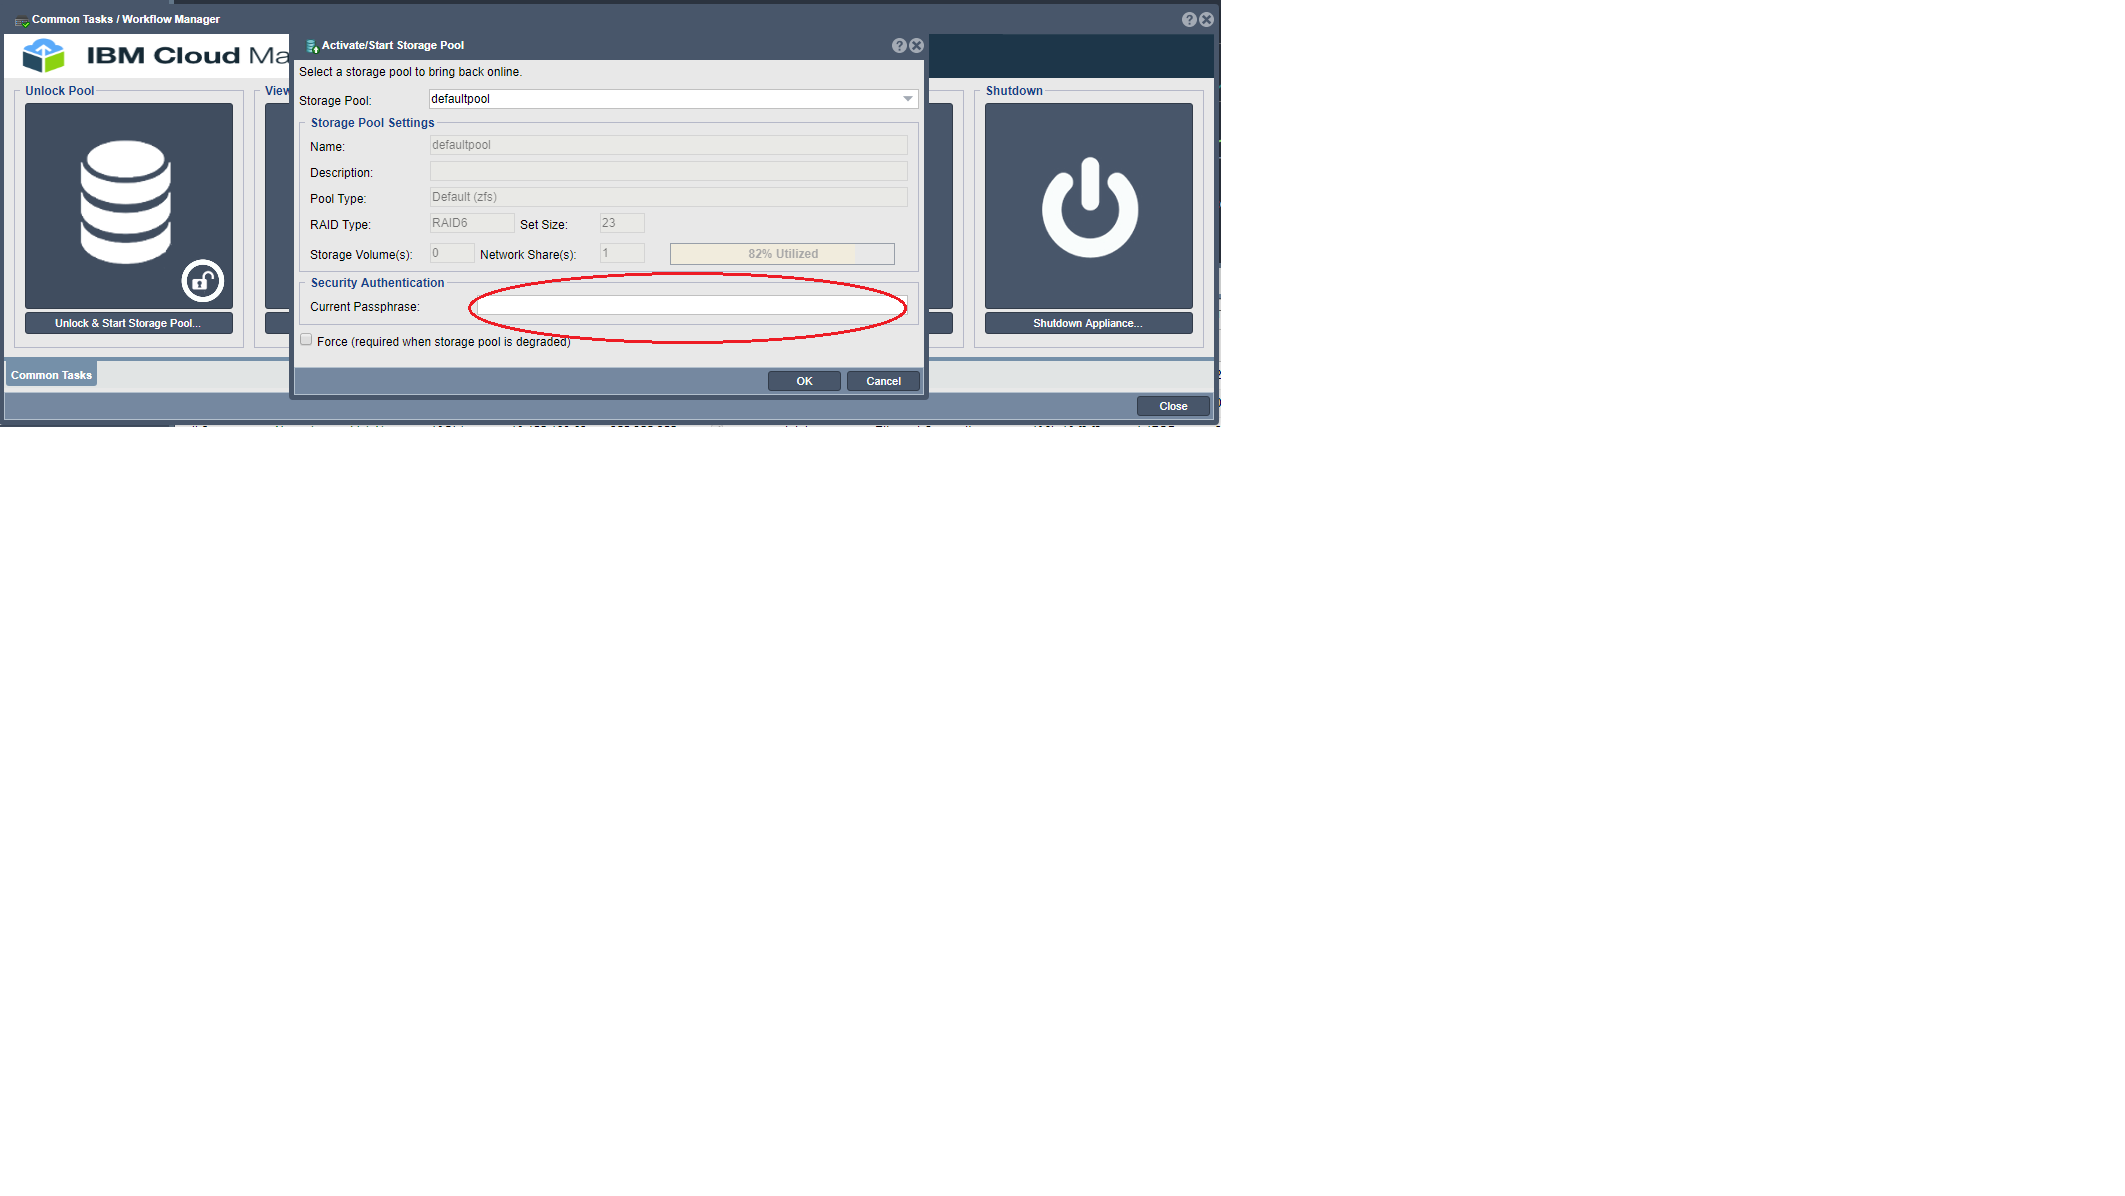 Common Tasks / Workflow Manager
IBM Cloud Ma
Activate/Start Storage Pool
Select a storage pool to bring back online.
Unlock Pool
View
Shutdown
Storage Pool: defaultpool
Storage Pool Settings
Name: defaultpool
Description:
Pool Type: Default (zfs)
RAID Type: RAID6 Set Size: 23
Storage Volume(s): 0 Network Share(s): 1 82% Utilized
Security Authentication
Current Passphrase:
Unlock & Start Storage Pool...
Shutdown Appliance...
Force (required when storage pool is degraded)
Common Tasks
OK Cancel
Close